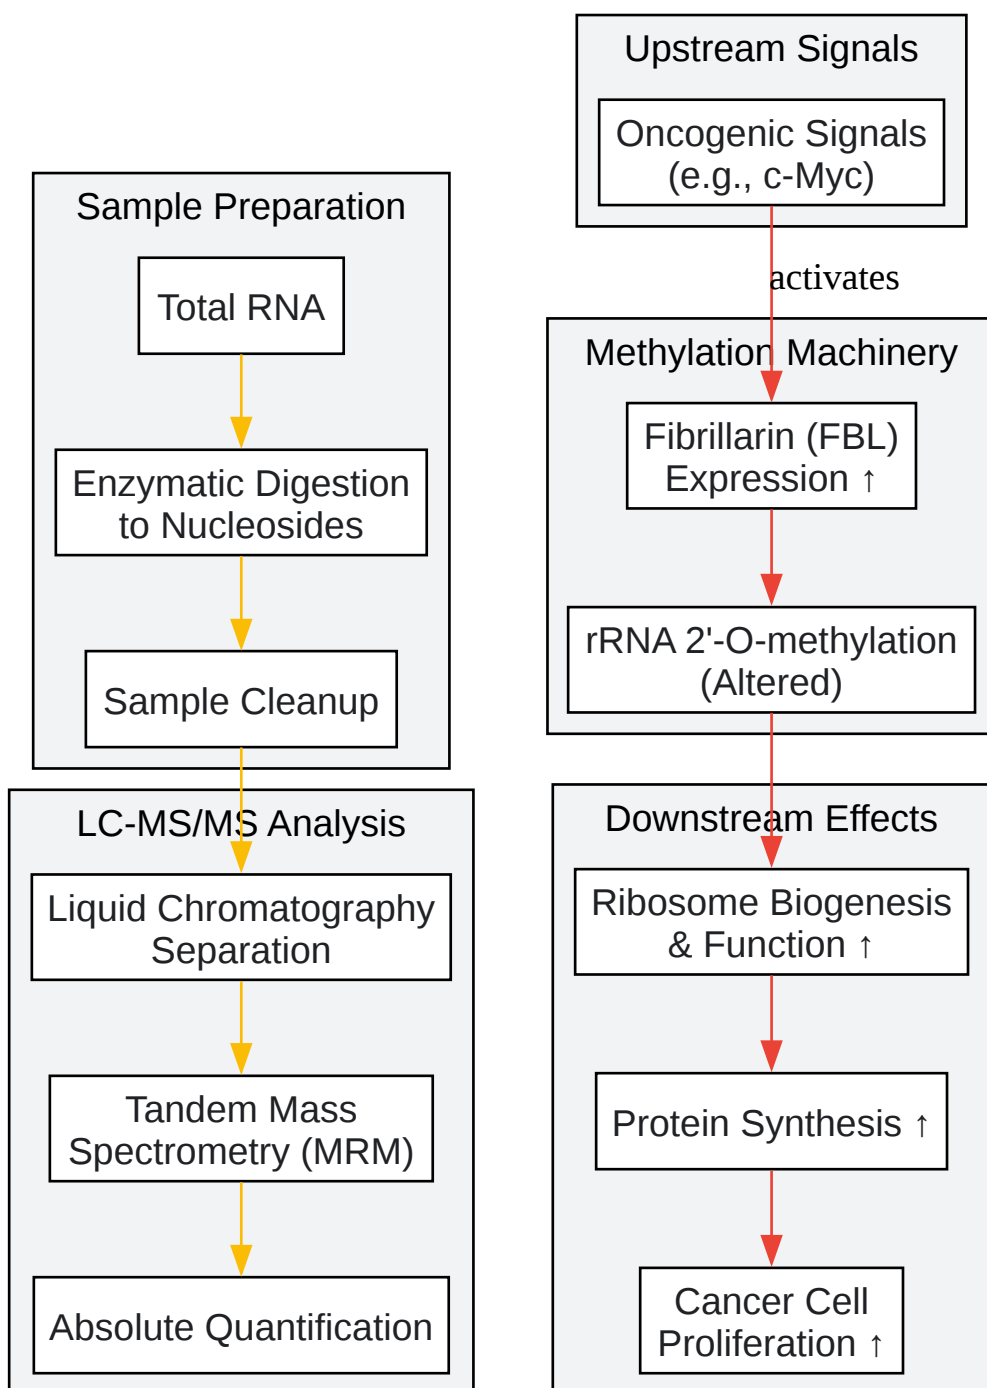 Sample Preparation
Total RNA
Enzymatic Digestion
to Nucleosides
Sample Cleanup
LC-MS/MS Analysis
Liquid Chromatography
Separation
Tandem Mass
Spectrometry (MRM)
Absolute Quantification
Upstream Signals
Oncogenic Signals
(e.g., c-Myc)
activates
Methylation Machinery
Fibrillarin (FBL)
Expression ↑
rRNA 2'-O-methylation
(Altered)
Downstream Effects
Ribosome Biogenesis
& Function ↑
Protein Synthesis ↑
Cancer Cell
Proliferation ↑